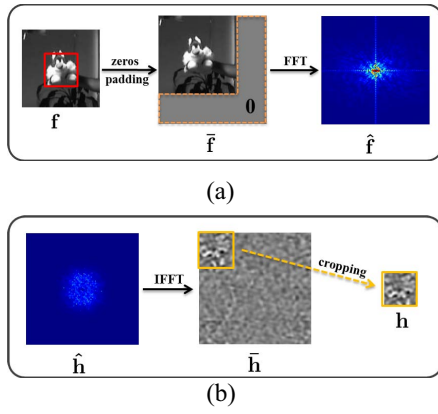 zeros
padding
FFT
0
f
f̄
f̂
(a)
IFFT
cropping
ĥ
h̄
h
(b)